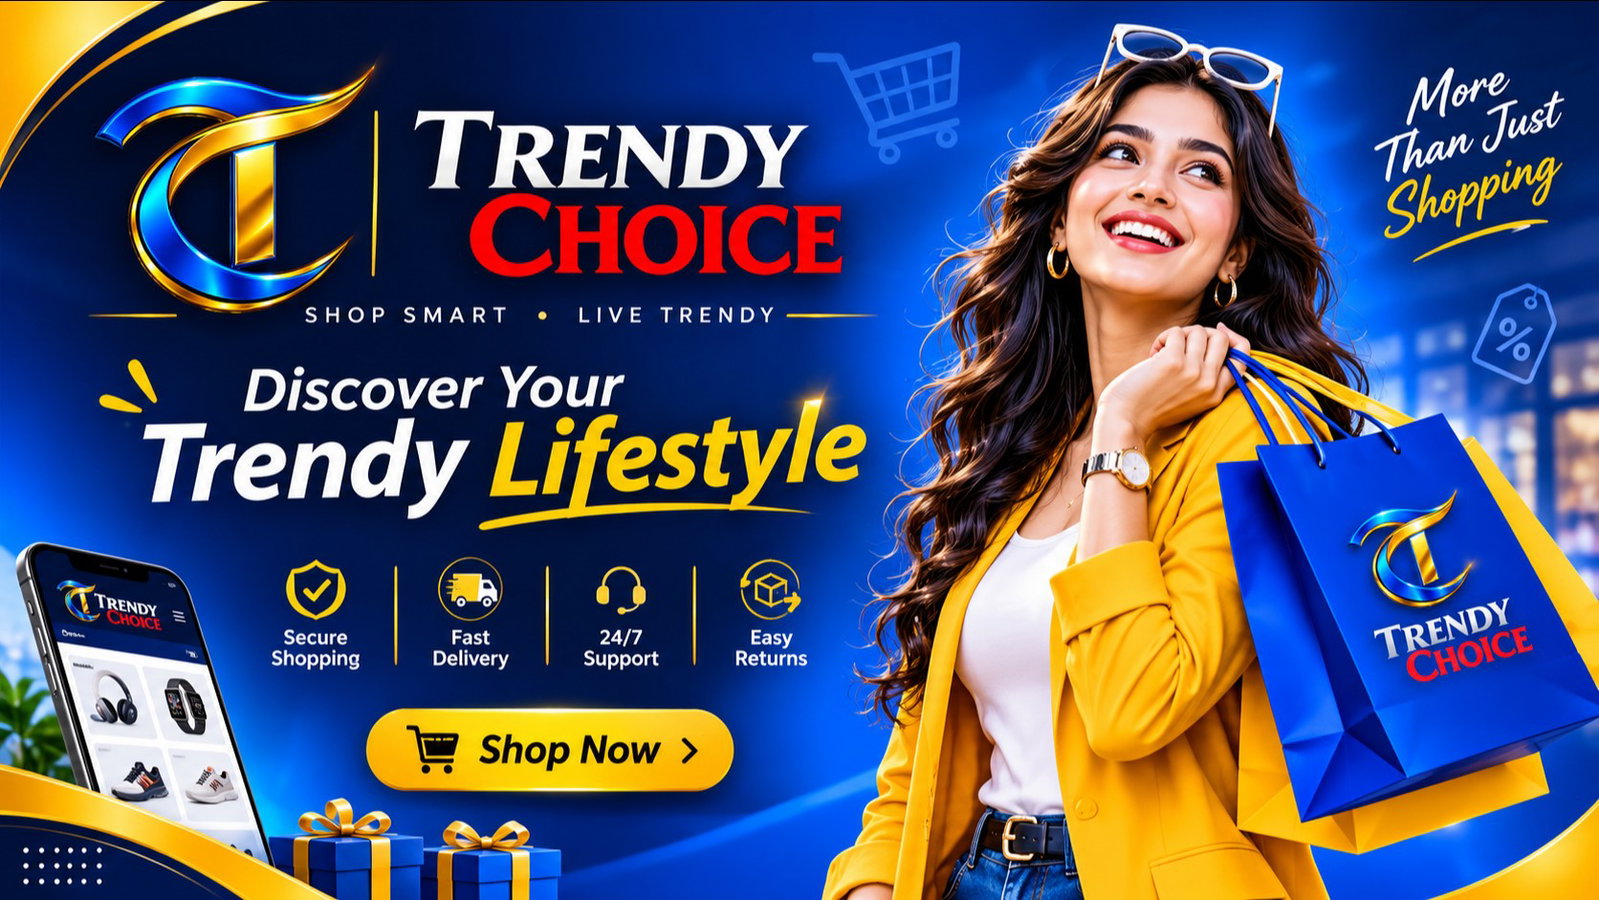 TRENDY
CHOICE
SHOP SMART • LIVE TRENDY
Discover Your
Trendy Lifestyle
Secure
Shopping
Fast
Delivery
24/7
Support
Easy
Returns
Shop Now
More
Than Just
Shopping
%
TRENDY
CHOICE
TRENDY
CHOICE